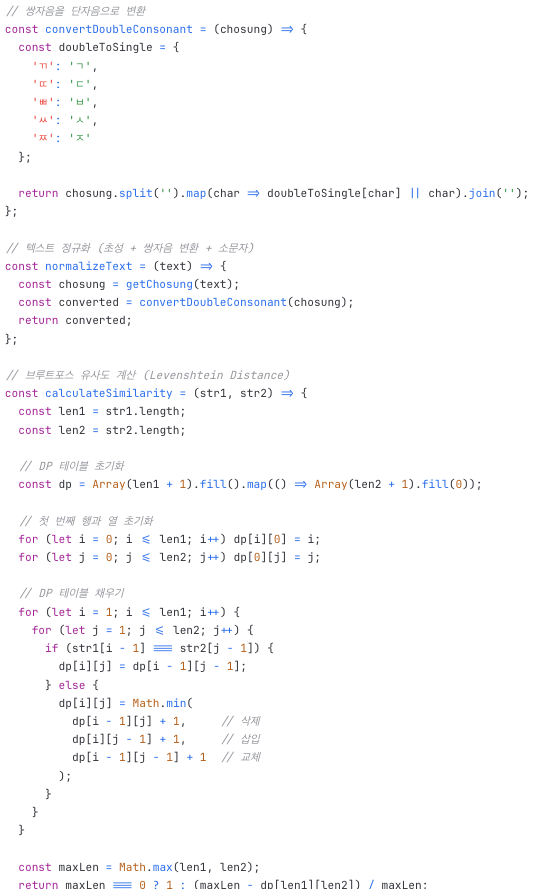 // 쌍자음을 단자음으로 변환
const convertDoubleConsonant = (chosung) => {
  const doubleToSingle = {
    'ㄲ': 'ㄱ',
    'ㄸ': 'ㄷ',
    'ㅃ': 'ㅂ',
    'ㅆ': 'ㅅ',
    'ㅉ': 'ㅈ'
  };

  return chosung.split('').map(char => doubleToSingle[char] || char).join('');
};

// 텍스트 정규화 (초성 + 쌍자음 변환 + 소문자)
const normalizeText = (text) => {
  const chosung = getChosung(text);
  const converted = convertDoubleConsonant(chosung);
  return converted;
};

// 브루트포스 유사도 계산 (Levenshtein Distance)
const calculateSimilarity = (str1, str2) => {
  const len1 = str1.length;
  const len2 = str2.length;

  // DP 테이블 초기화
  const dp = Array(len1 + 1).fill().map(() => Array(len2 + 1).fill(0));

  // 첫 번째 행과 열 초기화
  for (let i = 0; i <= len1; i++) dp[i][0] = i;
  for (let j = 0; j <= len2; j++) dp[0][j] = j;

  // DP 테이블 채우기
  for (let i = 1; i <= len1; i++) {
    for (let j = 1; j <= len2; j++) {
      if (str1[i - 1] === str2[j - 1]) {
        dp[i][j] = dp[i - 1][j - 1];
      } else {
        dp[i][j] = Math.min(
          dp[i - 1][j] + 1,     // 삭제
          dp[i][j - 1] + 1,     // 삽입
          dp[i - 1][j - 1] + 1  // 교체
        );
      }
    }
  }

  const maxLen = Math.max(len1, len2);
  return maxLen === 0 ? 1 : (maxLen - dp[len1][len2]) / maxLen;